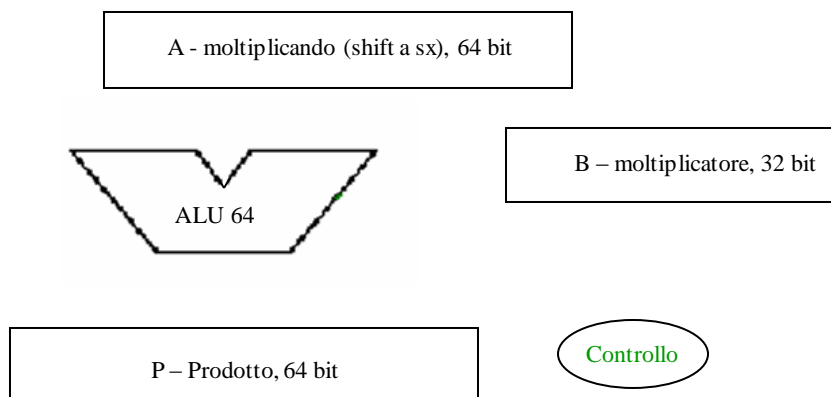 A - moltiplicando (shift a sx), 64 bit
B – moltiplicatore, 32 bit
ALU 64
P – Prodotto, 64 bit
Controllo